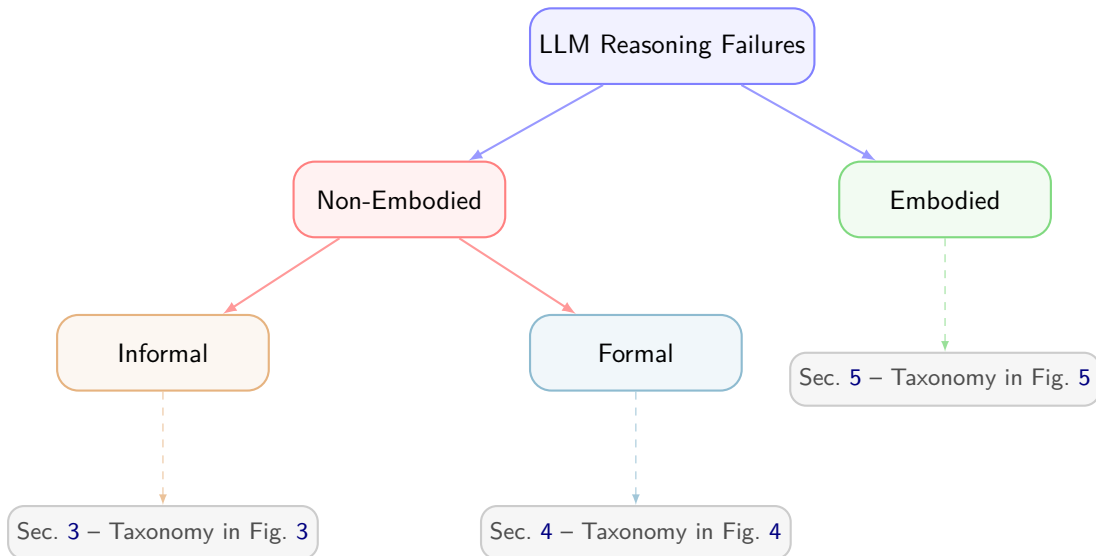 LLM Reasoning Failures
Non-Embodied
Embodied
Informal
Formal
Sec. 5 – Taxonomy in Fig. 5
Sec. 3 – Taxonomy in Fig. 3
Sec. 4 – Taxonomy in Fig. 4